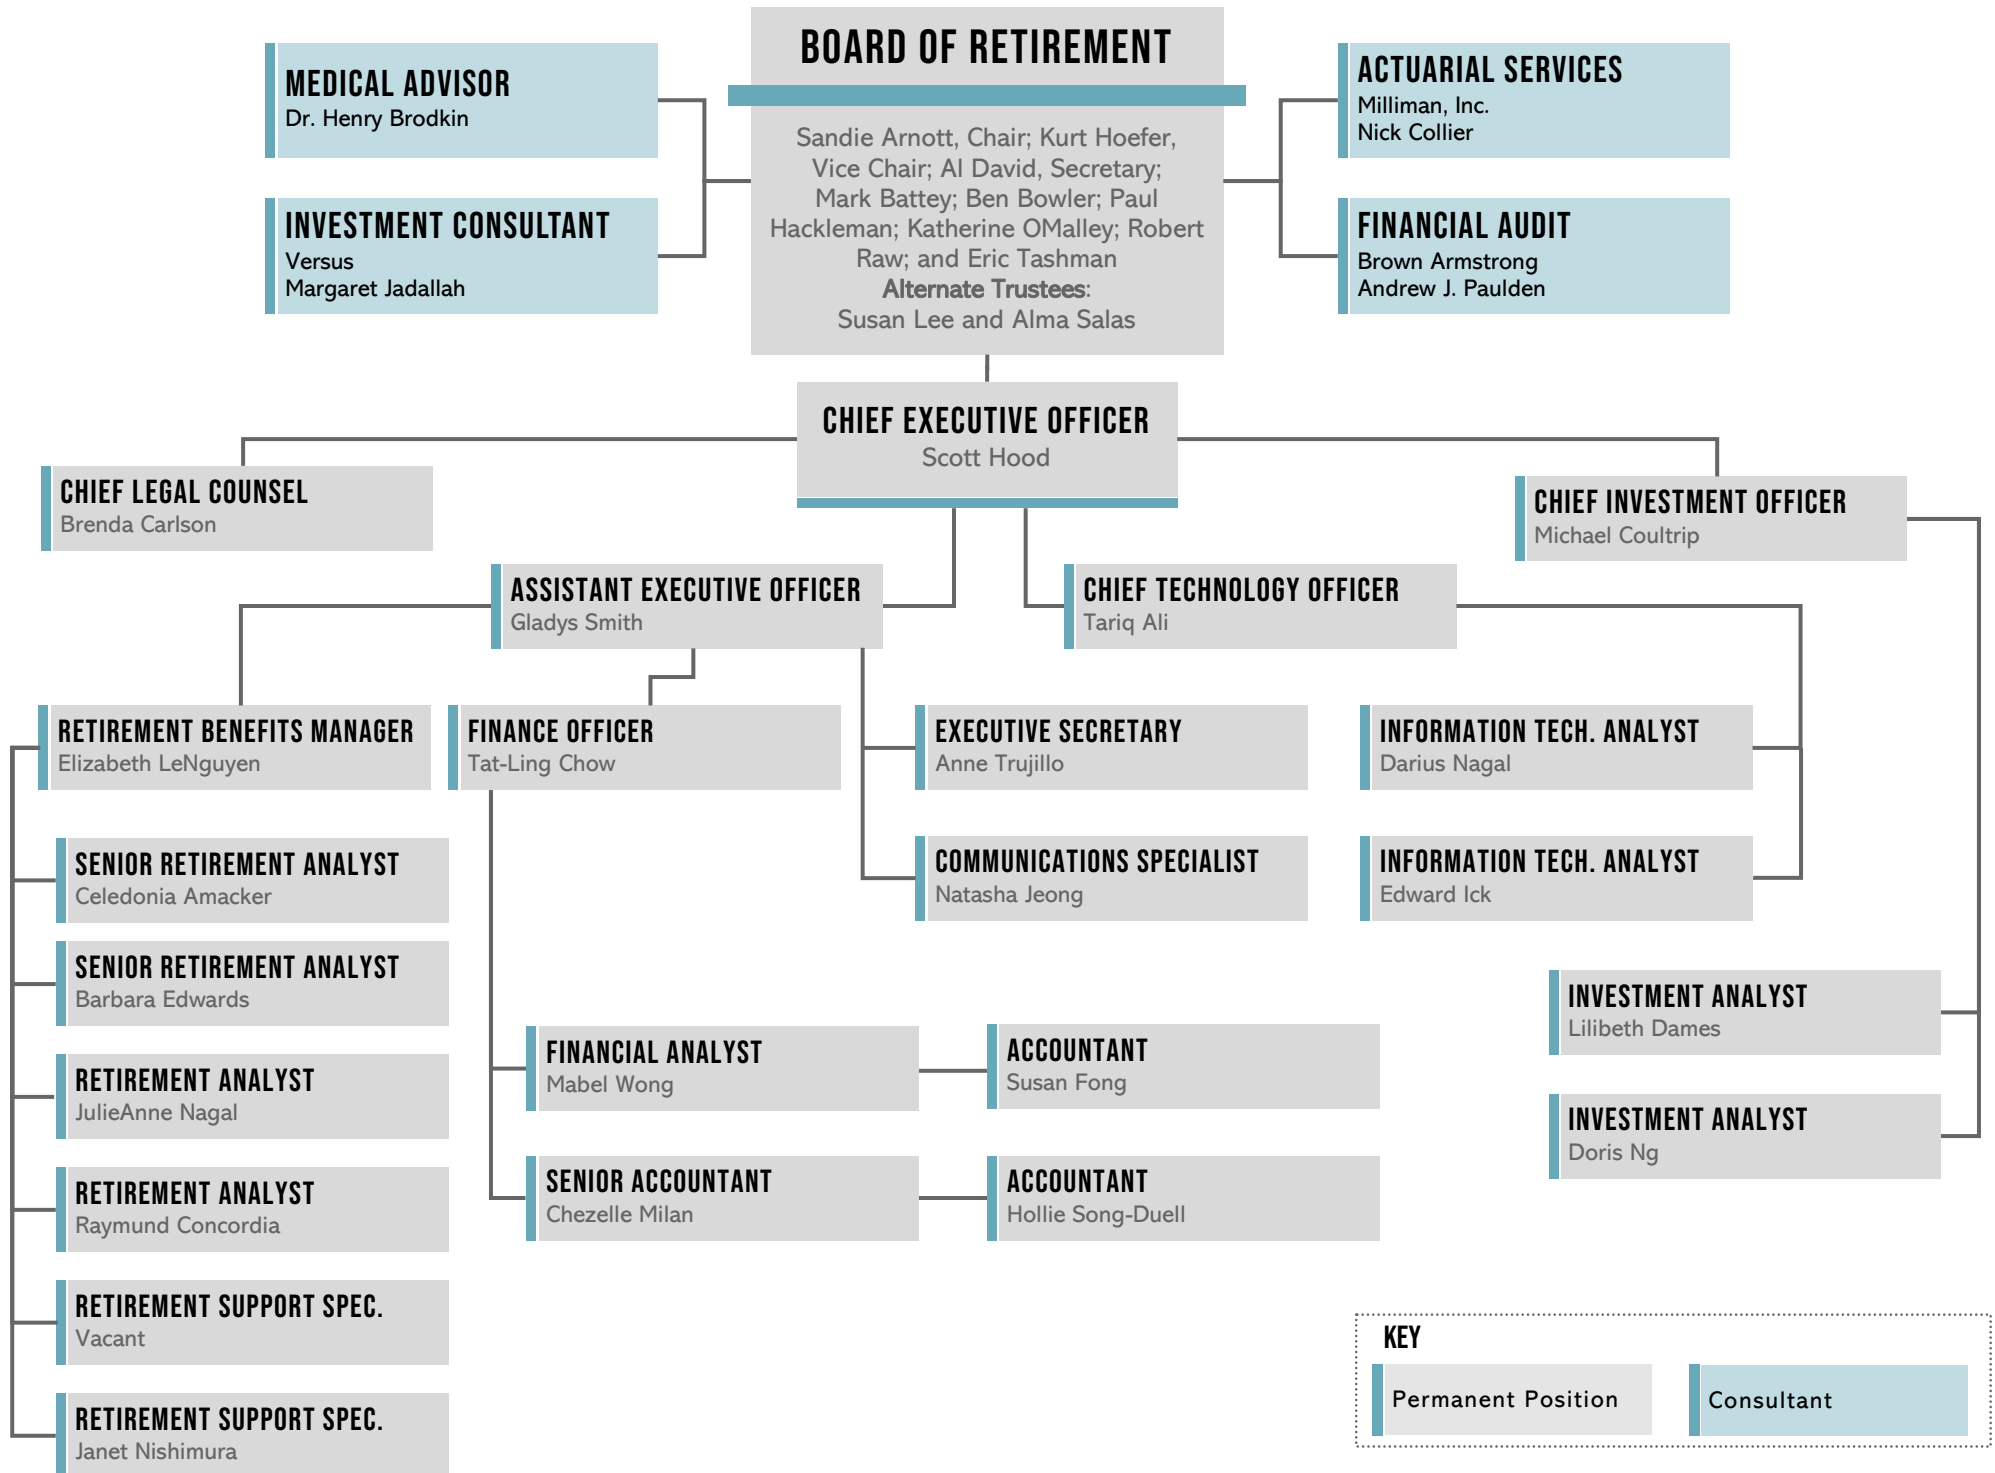 BOARD OF RETIREMENT
Sandie Arnott, Chair; Kurt Hoefer,
Vice Chair; Al David, Secretary;
Mark Battey; Ben Bowler; Paul
Hackleman; Katherine OMalley; Robert
Raw; and Eric Tashman
Alternate Trustees:
Susan Lee and Alma Salas
MEDICAL ADVISOR
Dr. Henry Brodkin
INVESTMENT CONSULTANT
Versus
Margaret Jadallah
ACTUARIAL SERVICES
Milliman, Inc.
Nick Collier
FINANCIAL AUDIT
Brown Armstrong
Andrew J. Paulden
CHIEF EXECUTIVE OFFICER
Scott Hood
CHIEF LEGAL COUNSEL
Brenda Carlson
CHIEF INVESTMENT OFFICER
Michael Coultrip
ASSISTANT EXECUTIVE OFFICER
Gladys Smith
CHIEF TECHNOLOGY OFFICER
Tariq Ali
RETIREMENT BENEFITS MANAGER
Elizabeth LeNguyen
FINANCE OFFICER
Tat-Ling Chow
EXECUTIVE SECRETARY
Anne Trujillo
INFORMATION TECH. ANALYST
Darius Nagal
SENIOR RETIREMENT ANALYST
Celedonia Amacker
COMMUNICATIONS SPECIALIST
Natasha Jeong
INFORMATION TECH. ANALYST
Edward Ick
SENIOR RETIREMENT ANALYST
Barbara Edwards
INVESTMENT ANALYST
Lilibeth Dames
RETIREMENT ANALYST
JulieAnne Nagal
FINANCIAL ANALYST
Mabel Wong
ACCOUNTANT
Susan Fong
INVESTMENT ANALYST
Doris Ng
RETIREMENT ANALYST
Raymund Concordia
SENIOR ACCOUNTANT
Chezelle Milan
ACCOUNTANT
Hollie Song-Duell
RETIREMENT SUPPORT SPEC.
Vacant
RETIREMENT SUPPORT SPEC.
Janet Nishimura
KEY
Permanent Position
Consultant